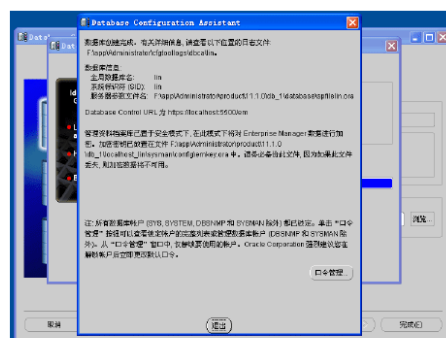 Database Configuration Assistant
数据库创建完成。有关详细信息, 请查看以下位置的日志文件:
F:\app\Administrator\cfgtoollogs\dbca\lin。
数据库信息:
全局数据库名: lin
系统标识符 (SID): lin
服务器参数文件名: F:\app\Administrator\product\11.1.0\db_1\database\spfilelin.ora
Database Control URL 为 https://localhost:5500/em
管理资料档案库已置于安全模式下, 在此模式下将对 Enterprise Manager 数据进行加
密。加密密钥已放置在文件 F:\app\Administrator\product\11.1.0
\db_1\localhost_lin\sysman\config\emkey.ora 中。请务必备份此文件, 因为如果此文件
丢失, 则加密数据将不可用。
注: 所有数据库帐户 (SYS, SYSTEM, DBSNMP 和 SYSMAN 除外) 都已锁定。单击 "口令
管理" 按钮可以查看锁定帐户的完整列表或管理数据库帐户 (DBSNMP 和 SYSMAN 除
外)。从 "口令管理" 窗口中, 仅解锁要使用的帐户。Oracle Corporation 强烈建议您在
解锁帐户后立即更改默认口令。
口令管理...
退出
浏览...
取消
完成(F)